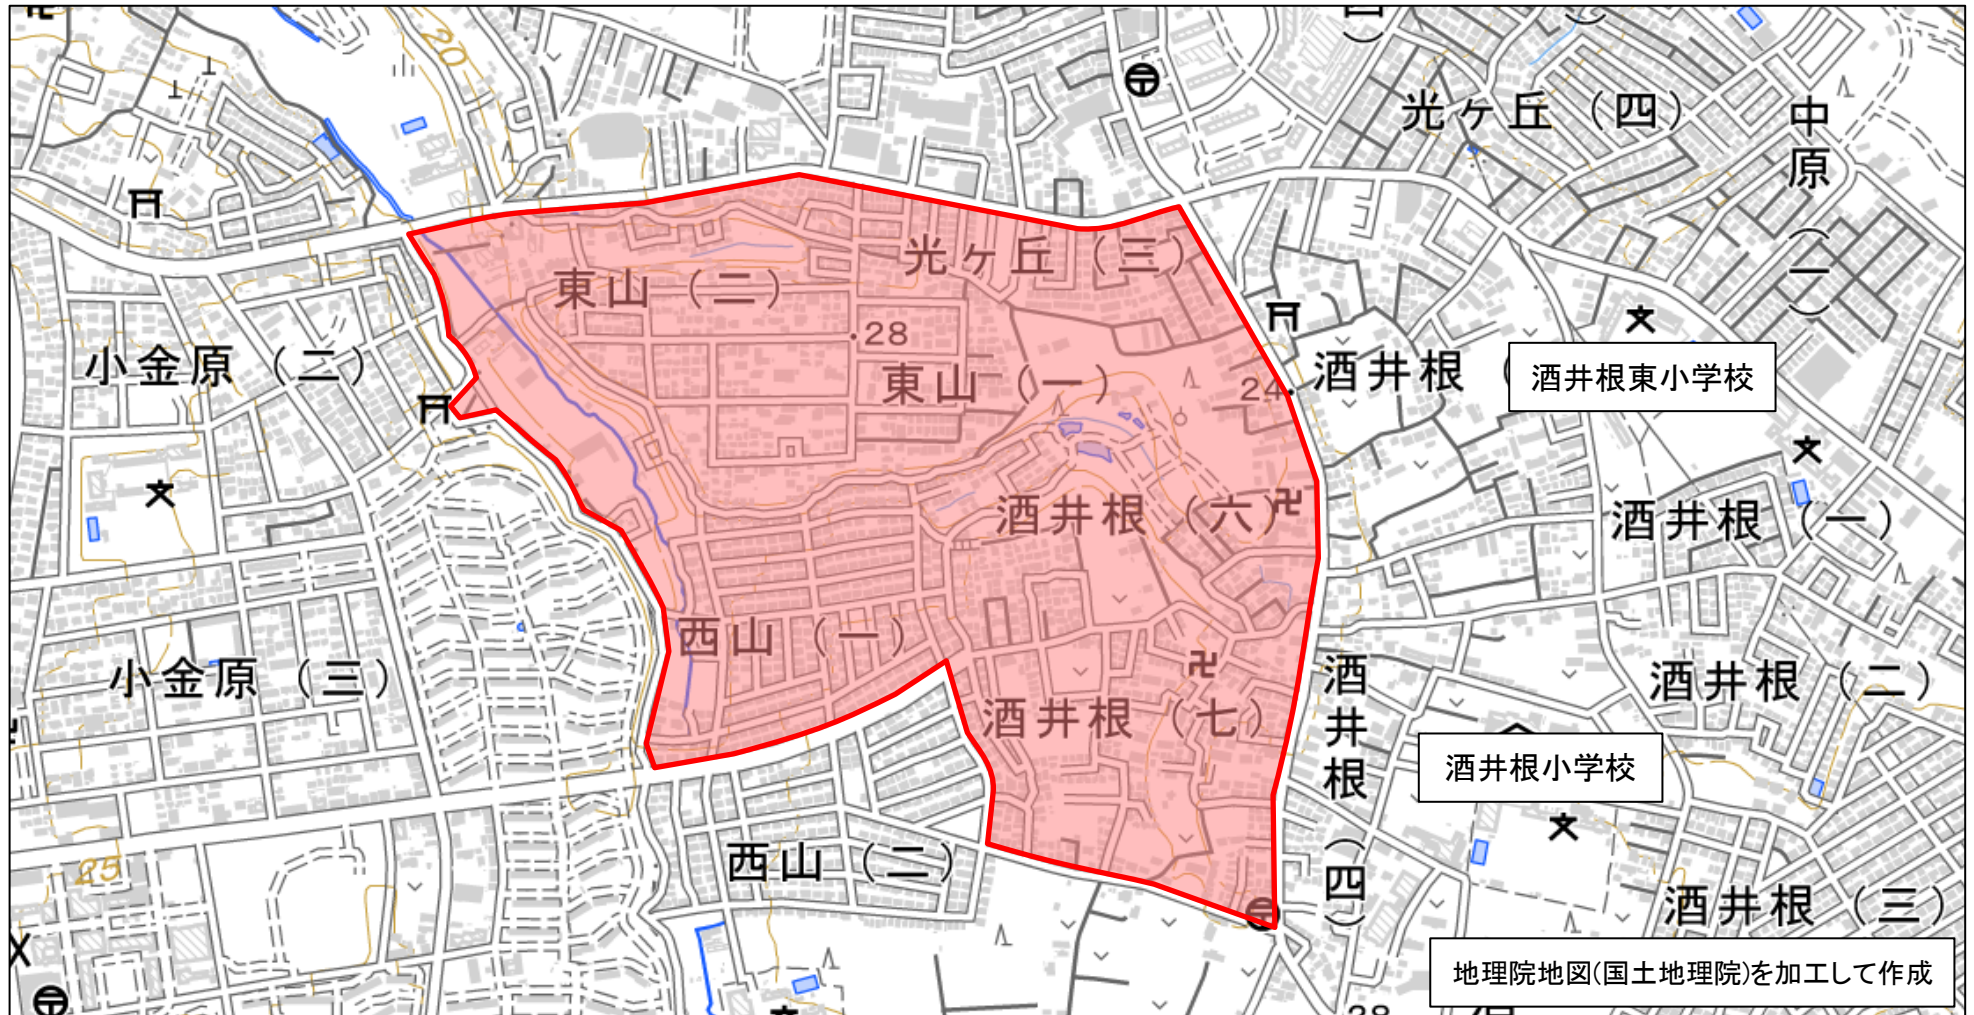 20
光ヶ丘（四）
中原（一）
光ヶ丘（三）
東山（二）
28
小金原（二）
東山（一）
24
酒井根（
酒井根東小学校
酒井根（六）
酒井根（一）
西山（一）
小金原（三）
酒井根（四）
酒井根（二）
酒井根（七）
酒井根小学校
西山（二）
25
酒井根（三）
地理院地図(国土地理院)を加工して作成